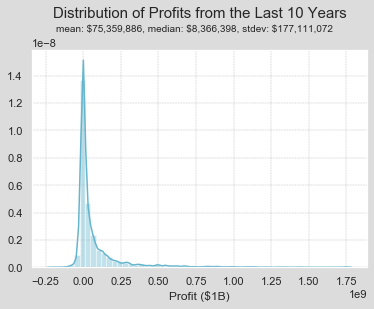 Distribution of Profits from the Last 10 Years
mean: $75,359,886, median: $8,366,398, stdev: $177,111,072
1e−8
1.4
1.2
1.0
0.8
0.6
0.4
0.2
0.0
−0.25 0.00 0.25 0.50 0.75 1.00 1.25 1.50 1.75
Profit ($1B)
1e9